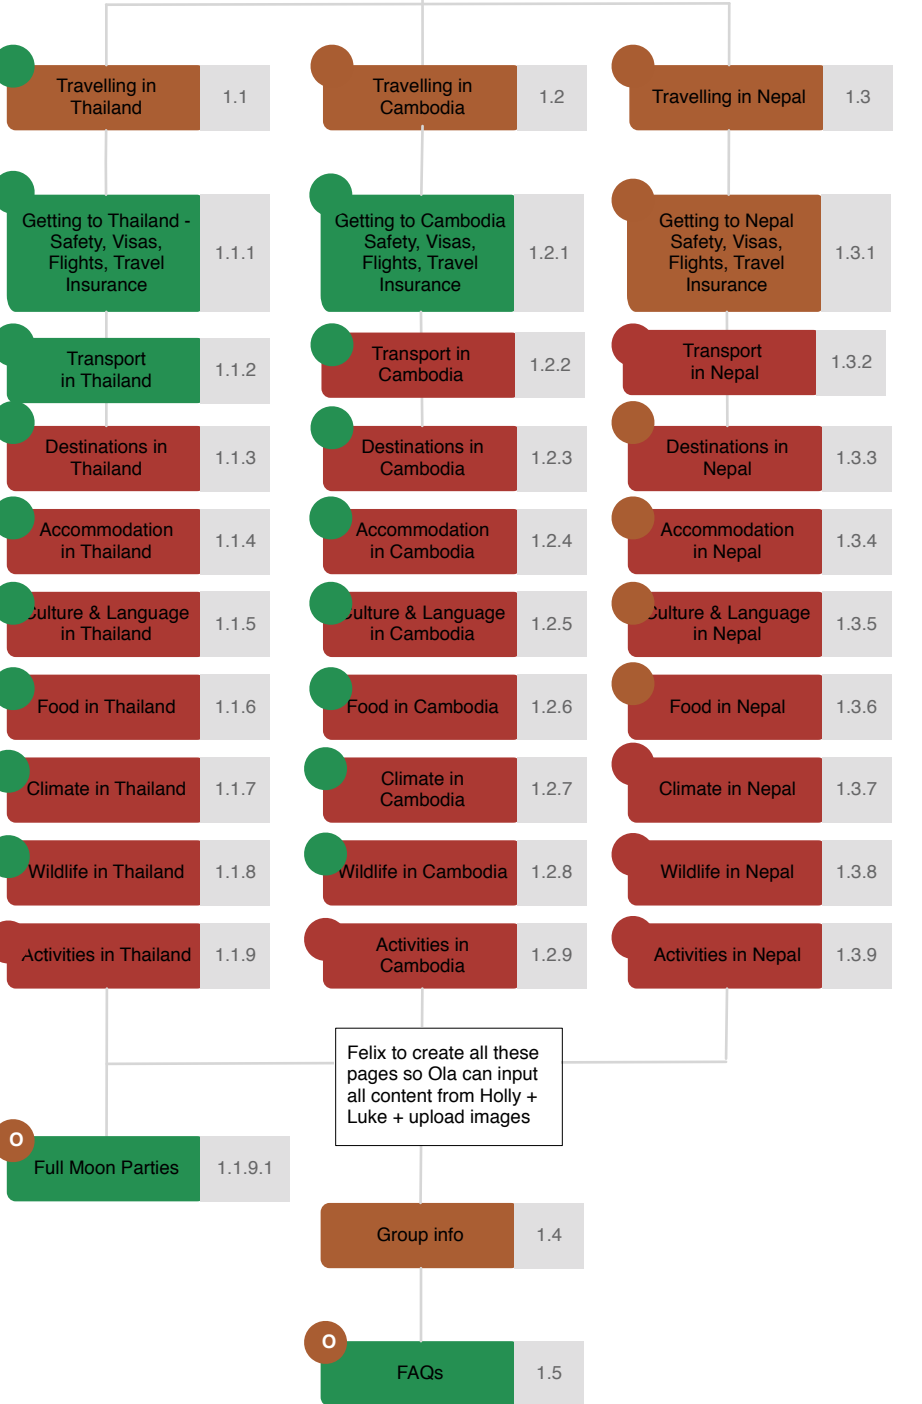 Travelling in
Thailand
1.1
Travelling in
Cambodia
1.2
Travelling in Nepal
1.3
Getting to Thailand -
Safety, Visas,
Flights, Travel
Insurance
1.1.1
Getting to Cambodia
Safety, Visas,
Flights, Travel
Insurance
1.2.1
Getting to Nepal
Safety, Visas,
Flights, Travel
Insurance
1.3.1
Transport
in Thailand
1.1.2
Transport in
Cambodia
1.2.2
Transport
in Nepal
1.3.2
Destinations in
Thailand
1.1.3
Destinations in
Cambodia
1.2.3
Destinations in
Nepal
1.3.3
Accommodation
in Thailand
1.1.4
Accommodation
in Cambodia
1.2.4
Accommodation
in Nepal
1.3.4
Culture & Language
in Thailand
1.1.5
Culture & Language
in Cambodia
1.2.5
Culture & Language
in Nepal
1.3.5
Food in Thailand
1.1.6
Food in Cambodia
1.2.6
Food in Nepal
1.3.6
Climate in Thailand
1.1.7
Climate in
Cambodia
1.2.7
Climate in Nepal
1.3.7
Wildlife in Thailand
1.1.8
Wildlife in Cambodia
1.2.8
Wildlife in Nepal
1.3.8
Activities in Thailand
1.1.9
Activities in
Cambodia
1.2.9
Activities in Nepal
1.3.9
Felix to create all these
pages so Ola can input
all content from Holly +
Luke + upload images
O
Full Moon Parties
1.1.9.1
Group info
1.4
O
FAQs
1.5